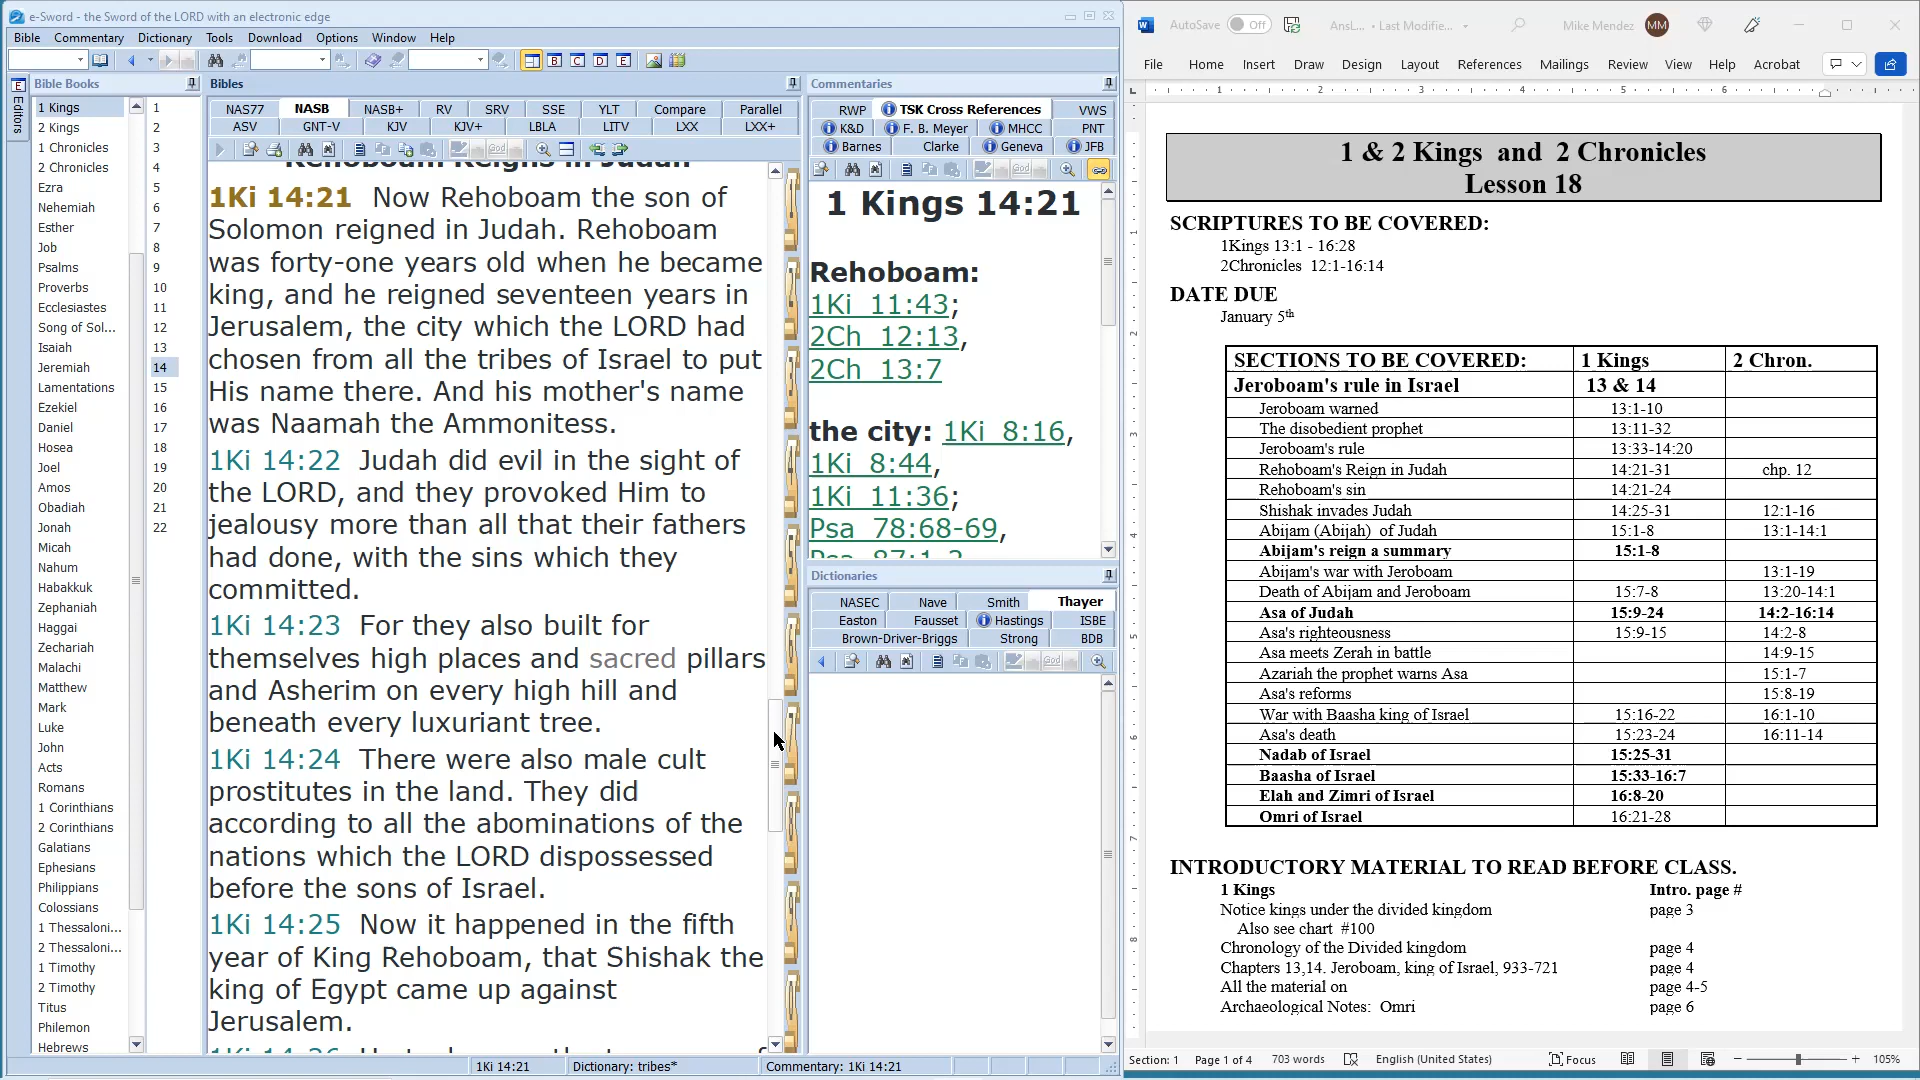 e-Sword - the Sword of the LORD with an electronic edge
Bible Commentary Dictionary Tools Download Options Window Help
Editors
Bible Books
1 Kings
2 Kings
1 Chronicles
2 Chronicles
Ezra
Nehemiah
Esther
Job
Psalms
Proverbs
Ecclesiastes
Song of Sol...
Isaiah
Jeremiah
Lamentations
Ezekiel
Daniel
Hosea
Joel
Amos
Obadiah
Jonah
Micah
Nahum
Habakkuk
Zephaniah
Haggai
Zecharaiah
Malachi
Matthew
Mark
Luke
John
Acts
Romans
1 Corinthians
2 Corinthians
Galatians
Ephesians
Philippians
Colossians
1 Thessaloni...
2 Thessaloni...
1 Timothy
2 Timothy
Titus
Philemon
Hebrews
1
2
3
4
5
6
7
8
9
10
11
12
13
14
15
16
17
18
19
20
21
22
Bibles
NAS77 NASB NASB+ RV SRV SSE YLT Compare Parallel
ASV GNT-V KJV KJV+ LBLA LITV LXX LXX+
Rehoboam Reigns in Judah
1Ki 14:21 Now Rehoboam the son of
Solomon reigned in Judah. Rehoboam
was forty-one years old when he became
king, and he reigned seventeen years in
Jerusalem, the city which the LORD had
chosen from all the tribes of Israel to put
His name there. And his mother's name
was Naamah the Ammonitess.
1Ki 14:22 Judah did evil in the sight of
the LORD, and they provoked Him to
jealousy more than all that their fathers
had done, with the sins which they
committed.
1Ki 14:23 For they also built for
themselves high places and sacred pillars
and Asherim on every high hill and
beneath every luxuriant tree.
1Ki 14:24 There were also male cult
prostitutes in the land. They did
according to all the abominations of the
nations which the LORD dispossessed
before the sons of Israel.
1Ki 14:25 Now it happened in the fifth
year of King Rehoboam, that Shishak the
king of Egypt came up against
Jerusalem.
Commentaries
RWP TSK Cross References VWS
K&D F. B. Meyer MHCC PNT
Barnes Clarke Geneva JFB
1 Kings 14:21
Rehoboam:
1Ki 11:43;
2Ch 12:13,
2Ch 13:7
the city: 1Ki 8:16,
1Ki 8:44,
1Ki 11:36;
Psa 78:68-69,
Psa 87:1-2
Dictionaries
NASEC Nave Smith Thayer
Easton Fausset Hastings ISBE
Brown-Driver-Briggs Strong BDB
1Ki 14:21 Dictionary: tribes* Commentary: 1Ki 14:21
AutoSave Off AnsL... • Last Modifie... Mike Mendez MM
File Home Insert Draw Design Layout References Mailings Review View Help Acrobat
1 2 3 4 5 6
1 & 2 Kings and 2 Chronicles
Lesson 18
SCRIPTURES TO BE COVERED:
1Kings 13:1 - 16:28
2Chronicles 12:1-16:14
DATE DUE
January 5th
SECTIONS TO BE COVERED: 1 Kings 2 Chron.
Jeroboam's rule in Israel 13 & 14
Jeroboam warned 13:1-10
The disobedient prophet 13:11-32
Jeroboam's rule 13:33-14:20
Rehoboam's Reign in Judah 14:21-31 chp. 12
Rehoboam's sin 14:21-24
Shishak invades Judah 14:25-31 12:1-16
Abijam (Abijah) of Judah 15:1-8 13:1-14:1
Abijam's reign a summary 15:1-8
Abijam's war with Jeroboam 13:1-19
Death of Abijam and Jeroboam 15:7-8 13:20-14:1
Asa of Judah 15:9-24 14:2-16:14
Asa's righteousness 15:9-15 14:2-8
Asa meets Zerah in battle 14:9-15
Azariah the prophet warns Asa 15:1-7
Asa's reforms 15:8-19
War with Baasha king of Israel 15:16-22 16:1-10
Asa's death 15:23-24 16:11-14
Nadab of Israel 15:25-31
Baasha of Israel 15:33-16:7
Elah and Zimri of Israel 16:8-20
Omri of Israel 16:21-28
INTRODUCTORY MATERIAL TO READ BEFORE CLASS.
1 Kings Intro. page #
Notice kings under the divided kingdom page 3
Also see chart #100
Chronology of the Divided kingdom page 4
Chapters 13,14. Jeroboam, king of Israel, 933-721 page 4
All the material on page 4-5
Archaeological Notes: Omri page 6
Section: 1 Page 1 of 4 703 words English (United States) Focus 105%